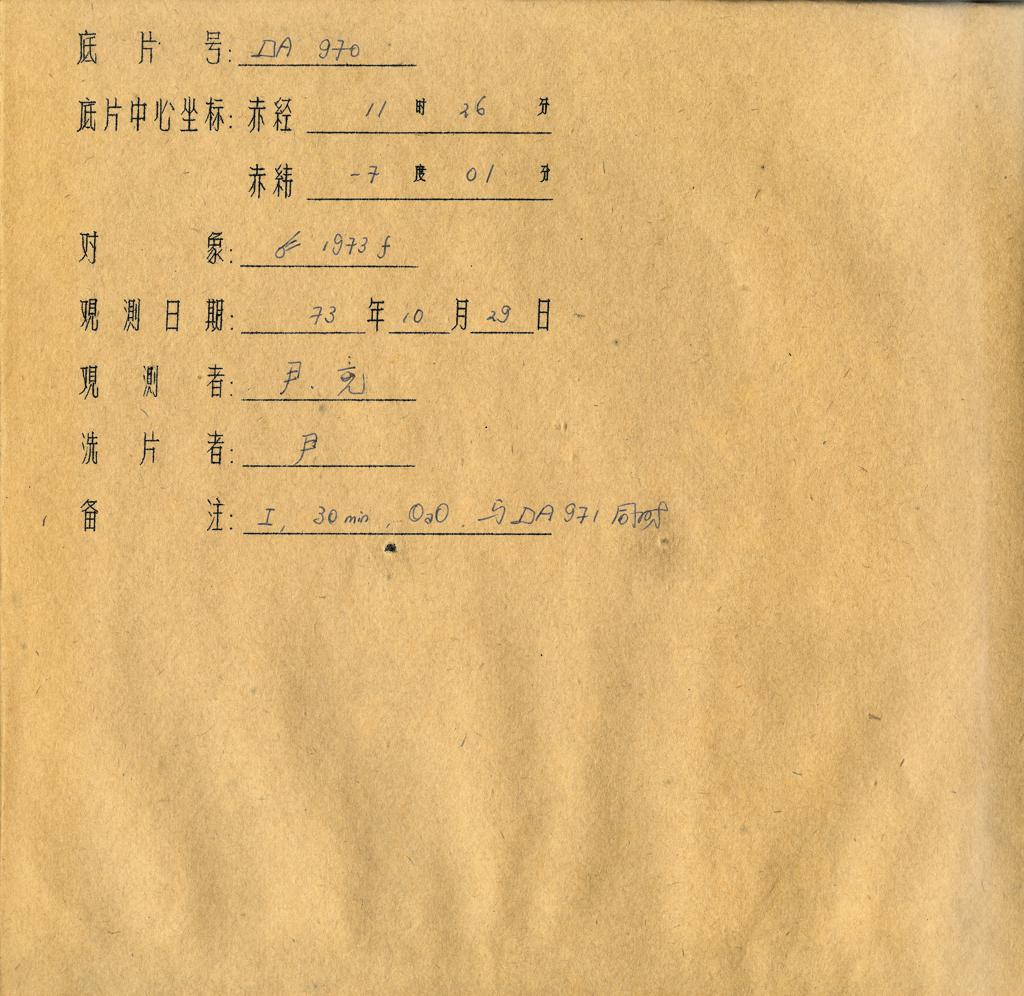 底片号: DA 970
底片中心坐标: 赤经 11 时 26 分
赤纬 -7 度 01 分
对象: ☄ 1973 f
观测日期: 73 年 10 月 29 日
观测者: 尹. 竞
洗片者: 尹
备注: I, 30 min, OaO. 与 DA 971 同时